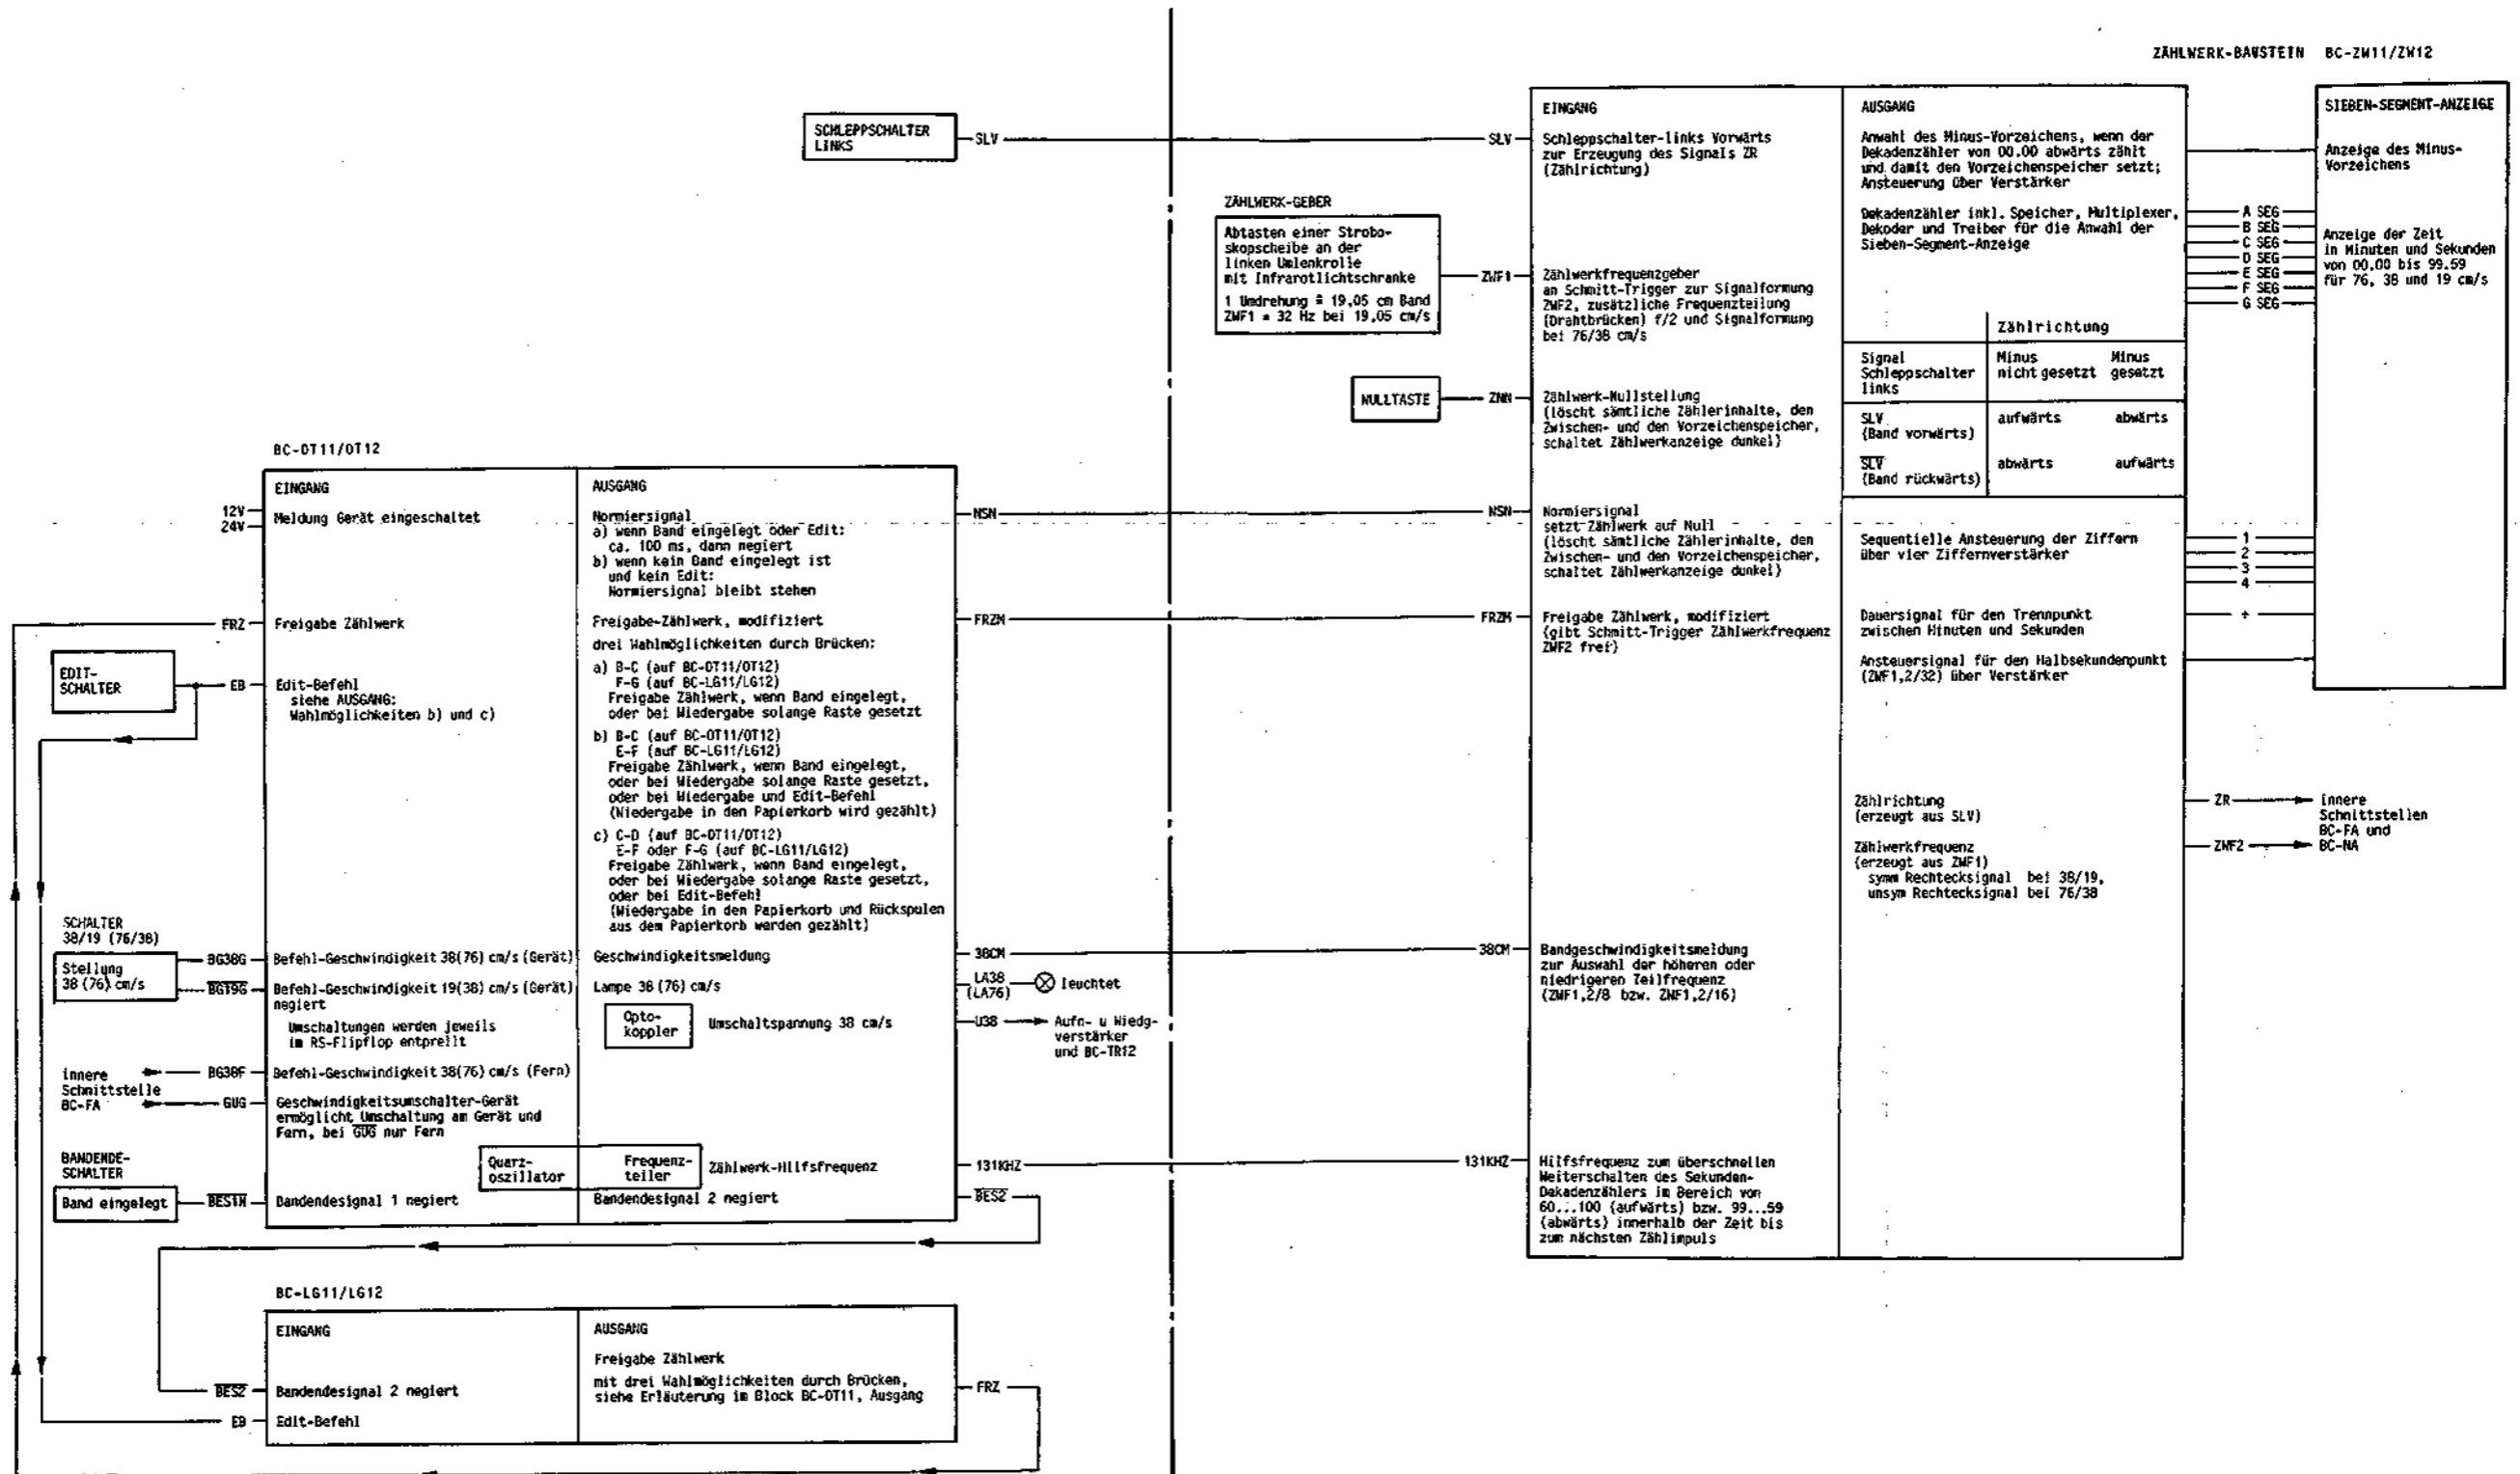 ZÄHLWERK-BAUSTEIN BC-ZW11/ZW12
SCHLEPPSCHALTER
LINKS
SLV
ZÄHLWERK-GEBER
Abtasten einer Strobo-
skopscheibe an der
linken Umlenkrolle
mit Infrarotlichtschranke
1 Umdrehung ≙ 19,05 cm Band
ZWF1 = 32 Hz bei 19,05 cm/s
NULLTASTE
SLV
ZWF1
ZNN
NSN
FRZM
38CM
131KHZ
EINGANG
Schleppschalter-links Vorwärts
zur Erzeugung des Signals ZR
(Zählrichtung)
Zählwerkfrequenzgeber
an Schmitt-Trigger zur Signalformung
ZWF2, zusätzliche Frequenzteilung
(Drahtbrücken) f/2 und Signalformung
bei 76/38 cm/s
Zählwerk-Nullstellung
(löscht sämtliche Zählerinhalte, den
Zwischen- und den Vorzeichenspeicher,
schaltet Zählwerkanzeige dunkel)
Normiersignal
setzt Zählwerk auf Null
(löscht sämtliche Zählerinhalte, den
Zwischen- und den Vorzeichenspeicher,
schaltet Zählwerkanzeige dunkel)
Freigabe Zählwerk, modifiziert
(gibt Schmitt-Trigger Zählwerkfrequenz
ZWF2 frei)
Bandgeschwindigkeitsmeldung
zur Auswahl der höheren oder
niedrigeren Teilfrequenz
(ZWF1,2/8 bzw. ZWF1,2/16)
Hilfsfrequenz zum überschnellen
Weiterschalten des Sekunden-
Dekadenzählers im Bereich von
60...100 (aufwärts) bzw. 99...59
(abwärts) innerhalb der Zeit bis
zum nächsten Zählimpuls
AUSGANG
Anwahl des Minus-Vorzeichens, wenn der
Dekadenzähler von 00.00 abwärts zählt
und damit den Vorzeichenspeicher setzt;
Ansteuerung über Verstärker
Dekadenzähler inkl. Speicher, Multiplexer,
Dekoder und Treiber für die Anwahl der
Sieben-Segment-Anzeige
Zählrichtung
Signal Minus Minus
Schleppschalter nicht gesetzt gesetzt
links
SLV aufwärts abwärts
(Band vorwärts)
S̅L̅V̅ abwärts aufwärts
(Band rückwärts)
Sequentielle Ansteuerung der Ziffern
über vier Ziffernverstärker
Dauersignal für den Trennpunkt
zwischen Minuten und Sekunden
Ansteuersignal für den Halbsekundenpunkt
(ZWF1,2/32) über Verstärker
Zählrichtung
(erzeugt aus SLV)
Zählwerkfrequenz
(erzeugt aus ZWF1)
symm Rechtecksignal bei 38/19,
unsym Rechtecksignal bei 76/38
A SEG
B SEG
C SEG
D SEG
E SEG
F SEG
G SEG
1
2
3
4
+
ZR
ZWF2
innere
Schnittstellen
BC-FA und
BC-NA
SIEBEN-SEGMENT-ANZEIGE
Anzeige des Minus-
Vorzeichens
Anzeige der Zeit
in Minuten und Sekunden
von 00.00 bis 99.59
für 76, 38 und 19 cm/s
BC-OT11/OT12
12V
24V
FRZ
EDIT-
SCHALTER
EB
SCHALTER
38/19 (76/38)
Stellung
38 (76) cm/s
BG38G
B̅G̅1̅9̅G̅
innere
Schnittstelle
BC-FA
BG38F
GUG
BANDENDE-
SCHALTER
Band eingelegt
B̅E̅S̅1̅N̅
EINGANG
Meldung Gerät eingeschaltet
Freigabe Zählwerk
Edit-Befehl
siehe AUSGANG:
Wahlmöglichkeiten b) und c)
Befehl-Geschwindigkeit 38(76) cm/s (Gerät)
Befehl-Geschwindigkeit 19(38) cm/s (Gerät)
negiert
Umschaltungen werden jeweils
im RS-Flipflop entprellt
Befehl-Geschwindigkeit 38(76) cm/s (Fern)
Geschwindigkeitsumschalter-Gerät
ermöglicht Umschaltung am Gerät und
Fern, bei G̅U̅G̅ nur Fern
Quarz-
oszillator
Bandendesignal 1 negiert
AUSGANG
Normiersignal
a) wenn Band eingelegt oder Edit:
ca. 100 ms, dann negiert
b) wenn kein Band eingelegt ist
und kein Edit:
Normiersignal bleibt stehen
Freigabe-Zählwerk, modifiziert
drei Wahlmöglichkeiten durch Brücken:
a) B-C (auf BC-OT11/OT12)
F-G (auf BC-LG11/LG12)
Freigabe Zählwerk, wenn Band eingelegt,
oder bei Wiedergabe solange Raste gesetzt
b) B-C (auf BC-OT11/OT12)
E-F (auf BC-LG11/LG12)
Freigabe Zählwerk, wenn Band eingelegt,
oder bei Wiedergabe solange Raste gesetzt,
oder bei Wiedergabe und Edit-Befehl
(Wiedergabe in den Papierkorb wird gezählt)
c) C-D (auf BC-OT11/OT12)
E-F oder F-G (auf BC-LG11/LG12)
Freigabe Zählwerk, wenn Band eingelegt,
oder bei Wiedergabe solange Raste gesetzt,
oder bei Edit-Befehl
(Wiedergabe in den Papierkorb und Rückspulen
aus dem Papierkorb werden gezählt)
Geschwindigkeitsmeldung
Lampe 38 (76) cm/s
Opto-
koppler
Umschaltspannung 38 cm/s
Frequenz-
teiler
Zählwerk-Hilfsfrequenz
Bandendesignal 2 negiert
NSN
FRZM
38CM
LA38
(LA76)
leuchtet
U38
Aufn- u Wiedg-
verstärker
und BC-TR12
131KHZ
B̅E̅S̅2̅
BC-LG11/LG12
B̅E̅S̅2̅
EB
EINGANG
Bandendesignal 2 negiert
Edit-Befehl
AUSGANG
Freigabe Zählwerk
mit drei Wahlmöglichkeiten durch Brücken,
siehe Erläuterung im Block BC-OT11, Ausgang
FRZ